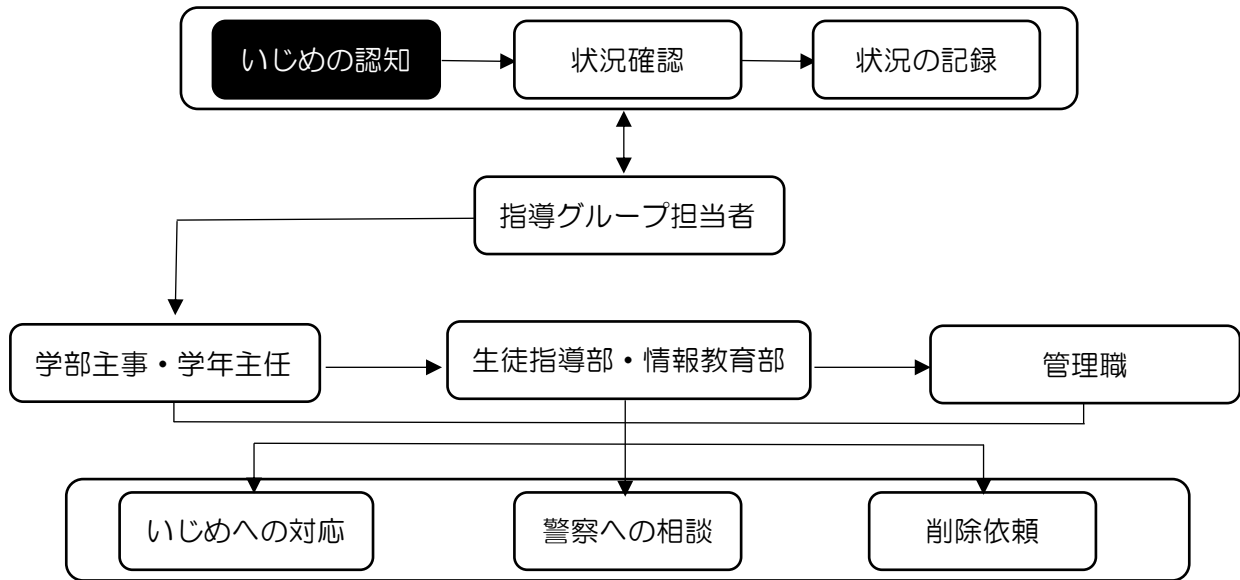 いじめの認知
状況確認
状況の記録
指導グループ担当者
学部主事・学年主任
生徒指導部・情報教育部
管理職
いじめへの対応
警察への相談
削除依頼